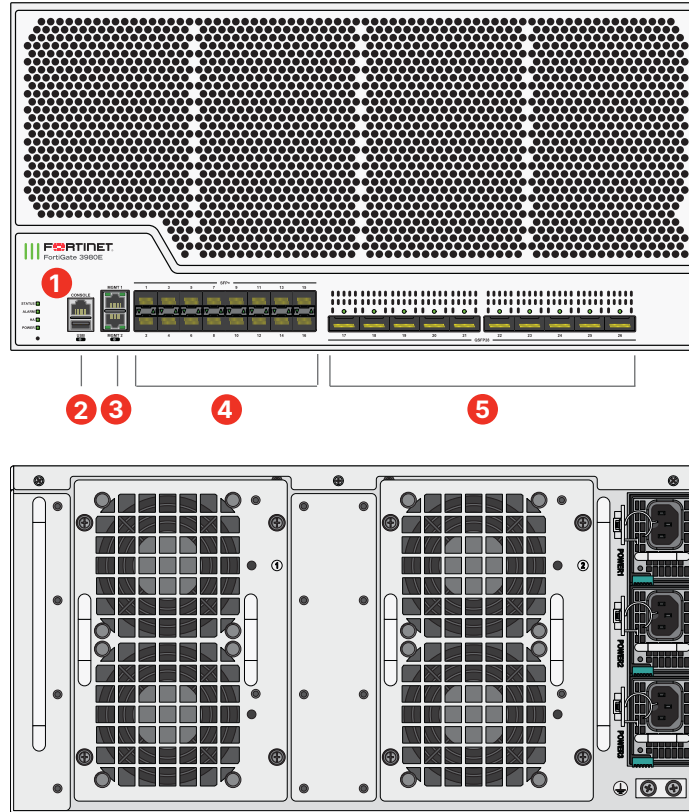 FORTINET
FortiGate 3980E
1
CONSOLE
MGMT 1
SFP+
1 3 5 7 9 11 13 15
STATUS
ALARM
HA
POWER
USB
MGMT 2
2 4 6 8 10 12 14 16
17 18 19 20 21 22 23 24 25 26
QSFP28
2 3 4 5
1 2
POWER1
POWER2
POWER3